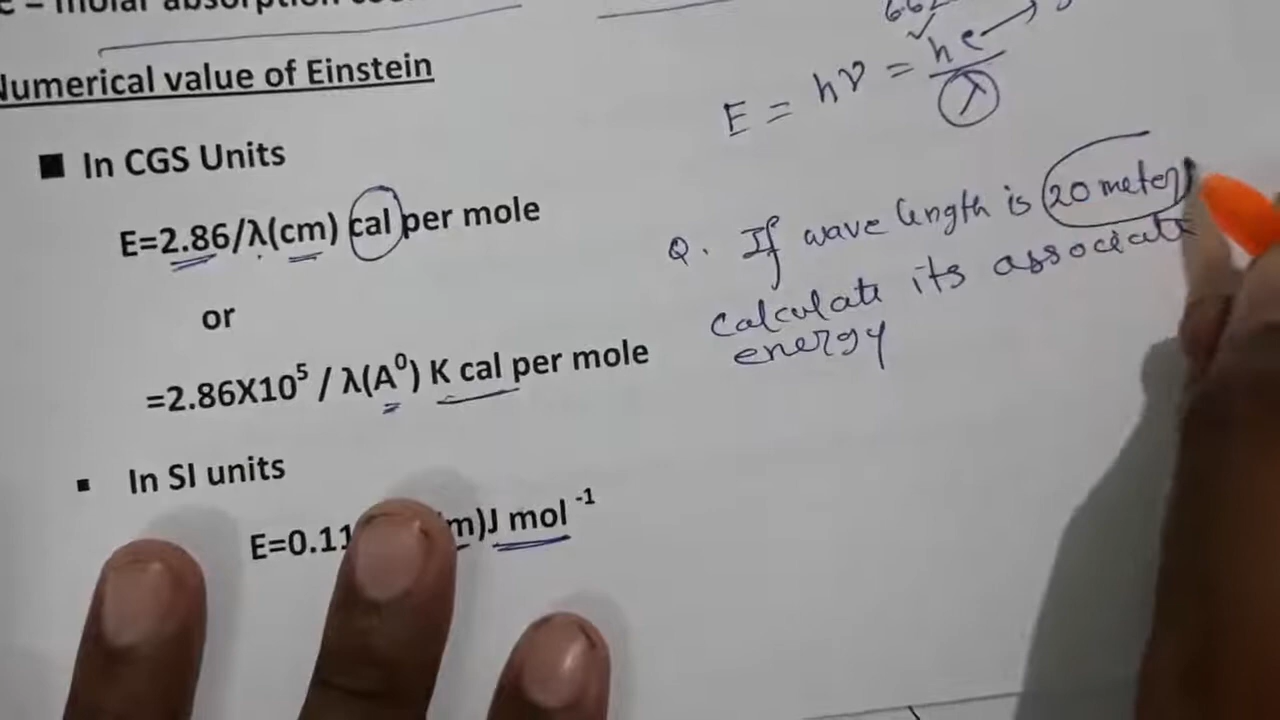 Numerical value of Einstein
E = hν = hc/λ
■ In CGS Units
E=2.86/λ(cm) cal per mole
Q. If wave length is 20 meter
calculate its associate
energy
or
=2.86X10⁵ / λ(A⁰) K cal per mole
▪ In SI units
E=0.11 m)J mol ⁻¹